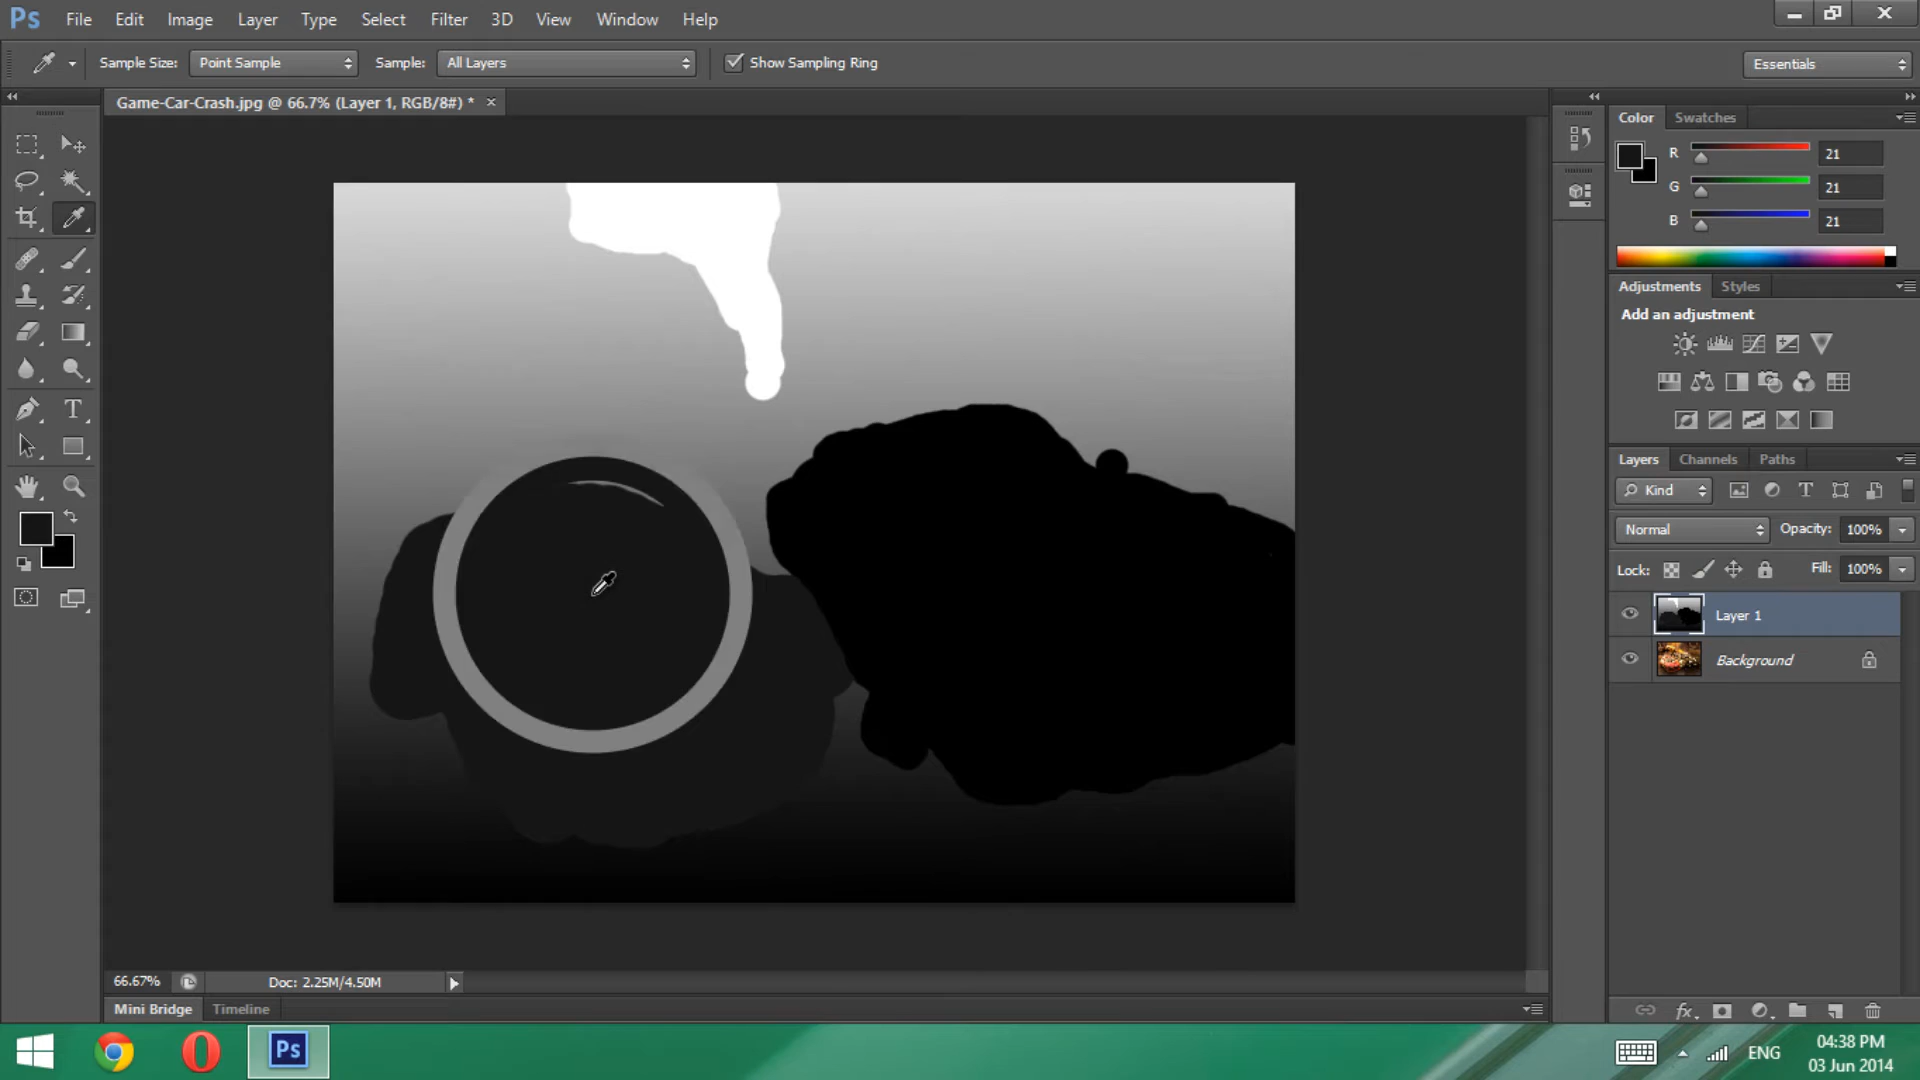 Ps File Edit Image Layer Type Select Filter 3D View Window Help
Sample Size: Point Sample Sample: All Layers Show Sampling Ring Essentials
Game-Car-Crash.jpg @ 66.7% (Layer 1, RGB/8#) *
Color Swatches
R 21
G 21
B 21
Adjustments Styles
Add an adjustment
Layers Channels Paths
Kind
Normal Opacity: 100%
Lock: Fill: 100%
Layer 1
Background
66.67% Doc: 2.25M/4.50M
Mini Bridge Timeline
Ps ENG 04:38 PM
03 Jun 2014